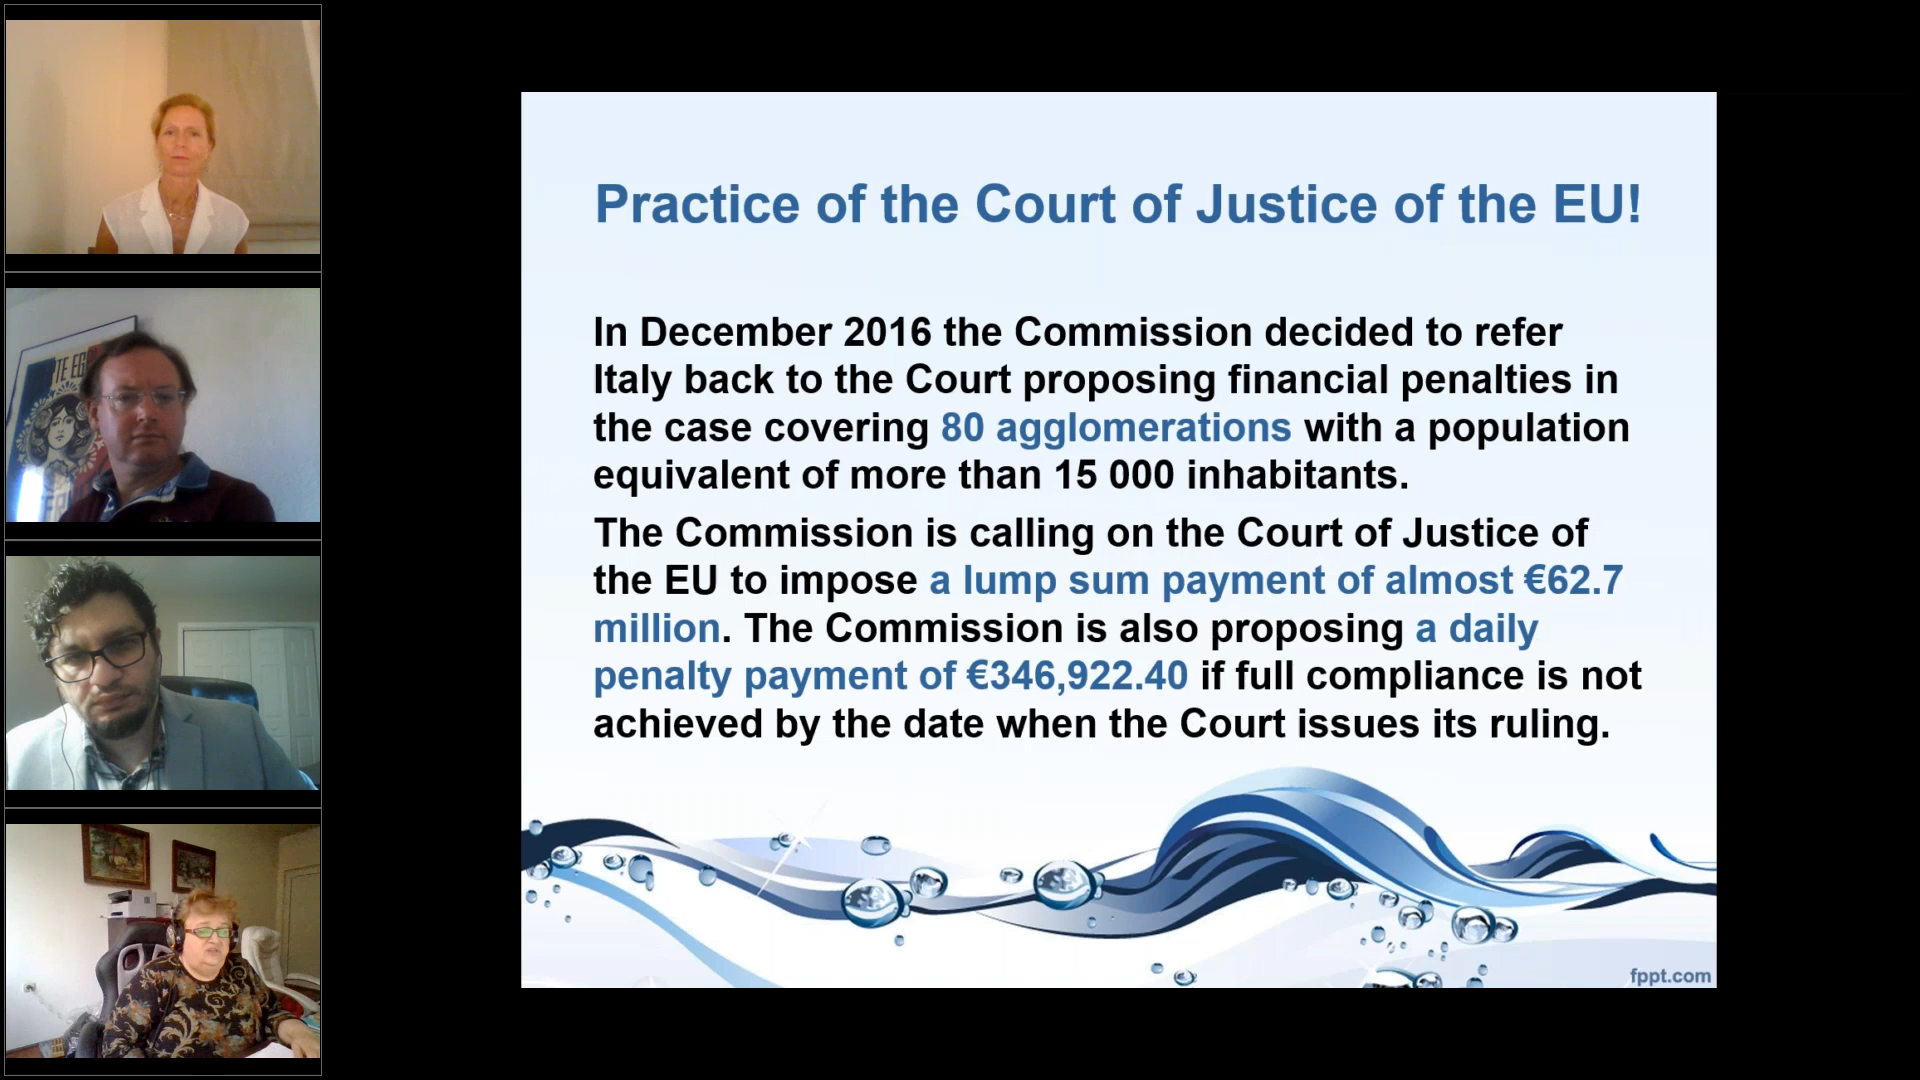 Practice of the Court of Justice of the EU!
In December 2016 the Commission decided to refer
Italy back to the Court proposing financial penalties in
the case covering 80 agglomerations with a population
equivalent of more than 15 000 inhabitants.
The Commission is calling on the Court of Justice of
the EU to impose a lump sum payment of almost €62.7
million. The Commission is also proposing a daily
penalty payment of €346,922.40 if full compliance is not
achieved by the date when the Court issues its ruling.
fppt.com